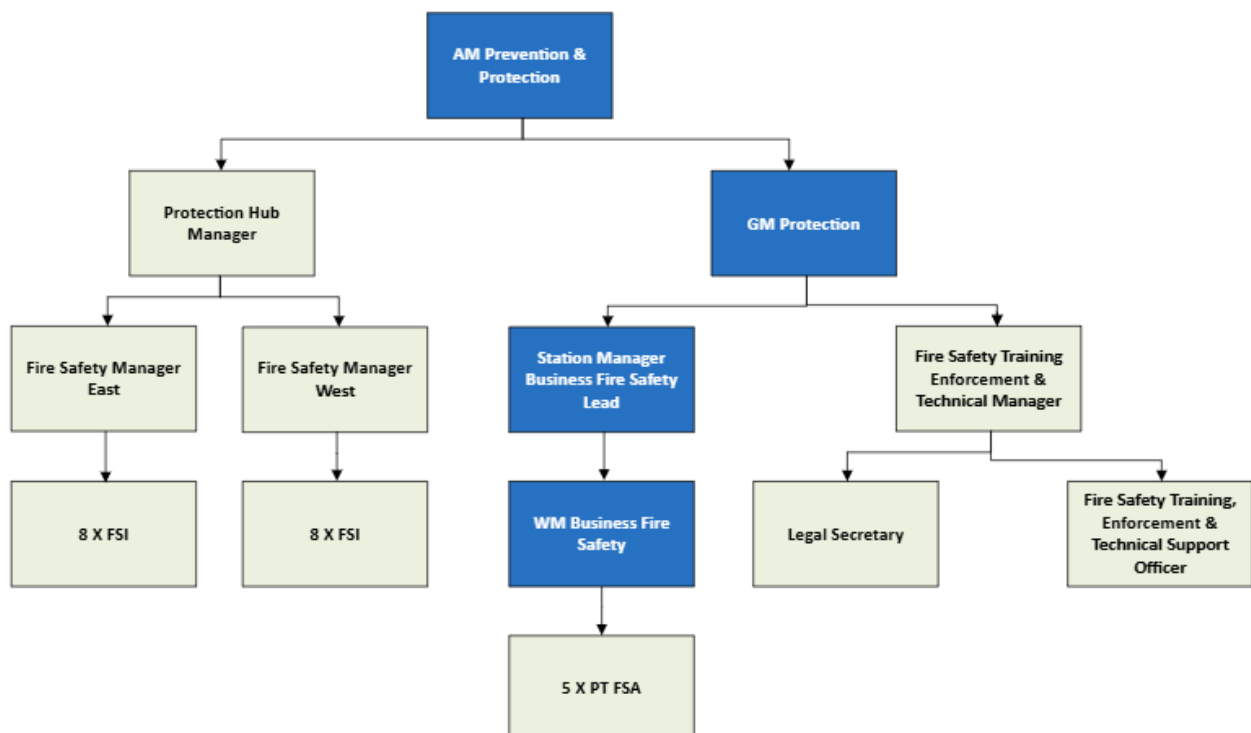 AM Prevention &
Protection
Protection Hub
Manager
GM Protection
Fire Safety Manager
East
Fire Safety Manager
West
Station Manager
Business Fire Safety
Lead
Fire Safety Training
Enforcement &
Technical Manager
8 X FSI
8 X FSI
WM Business Fire
Safety
Legal Secretary
Fire Safety Training,
Enforcement &
Technical Support
Officer
5 X PT FSA